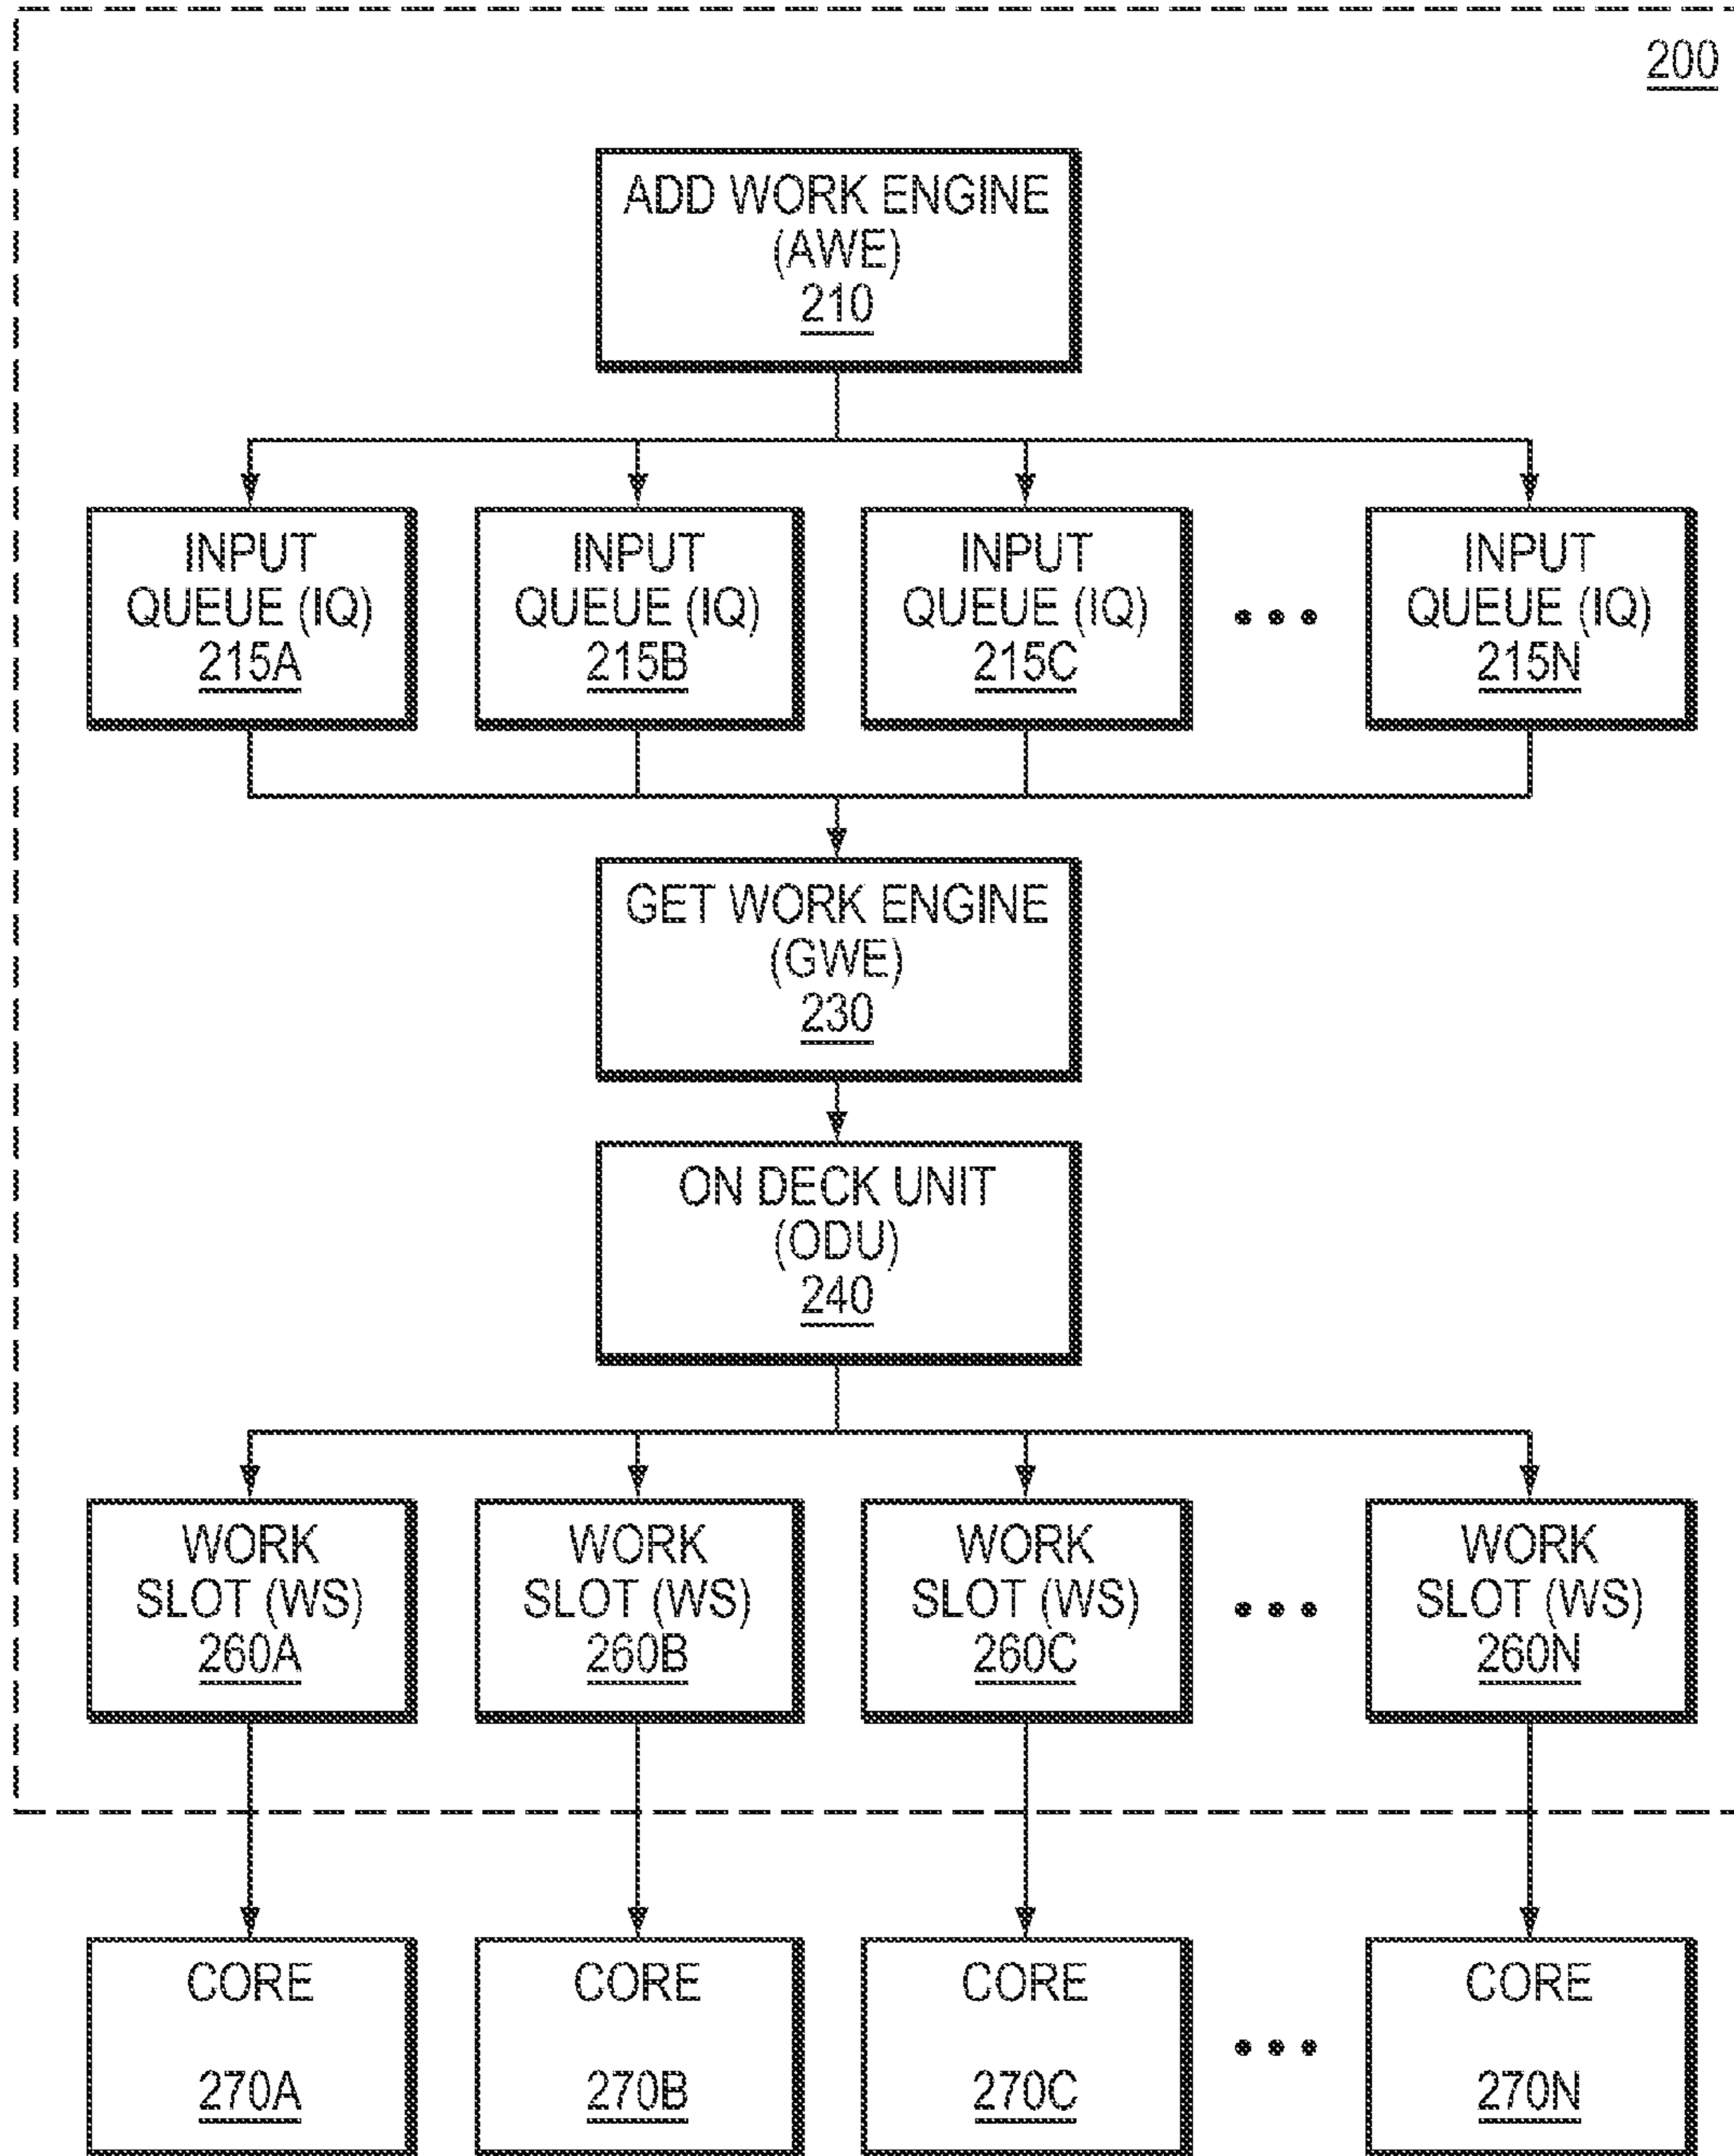 200
ADD WORK ENGINE
(AWE)
210
INPUT
QUEUE (IQ)
215A
INPUT
QUEUE (IQ)
215B
INPUT
QUEUE (IQ)
215C
INPUT
QUEUE (IQ)
215N
GET WORK ENGINE
(GWE)
230
ON DECK UNIT
(ODU)
240
WORK
SLOT (WS)
260A
WORK
SLOT (WS)
260B
WORK
SLOT (WS)
260C
WORK
SLOT (WS)
260N
CORE
270A
CORE
270B
CORE
270C
CORE
270N